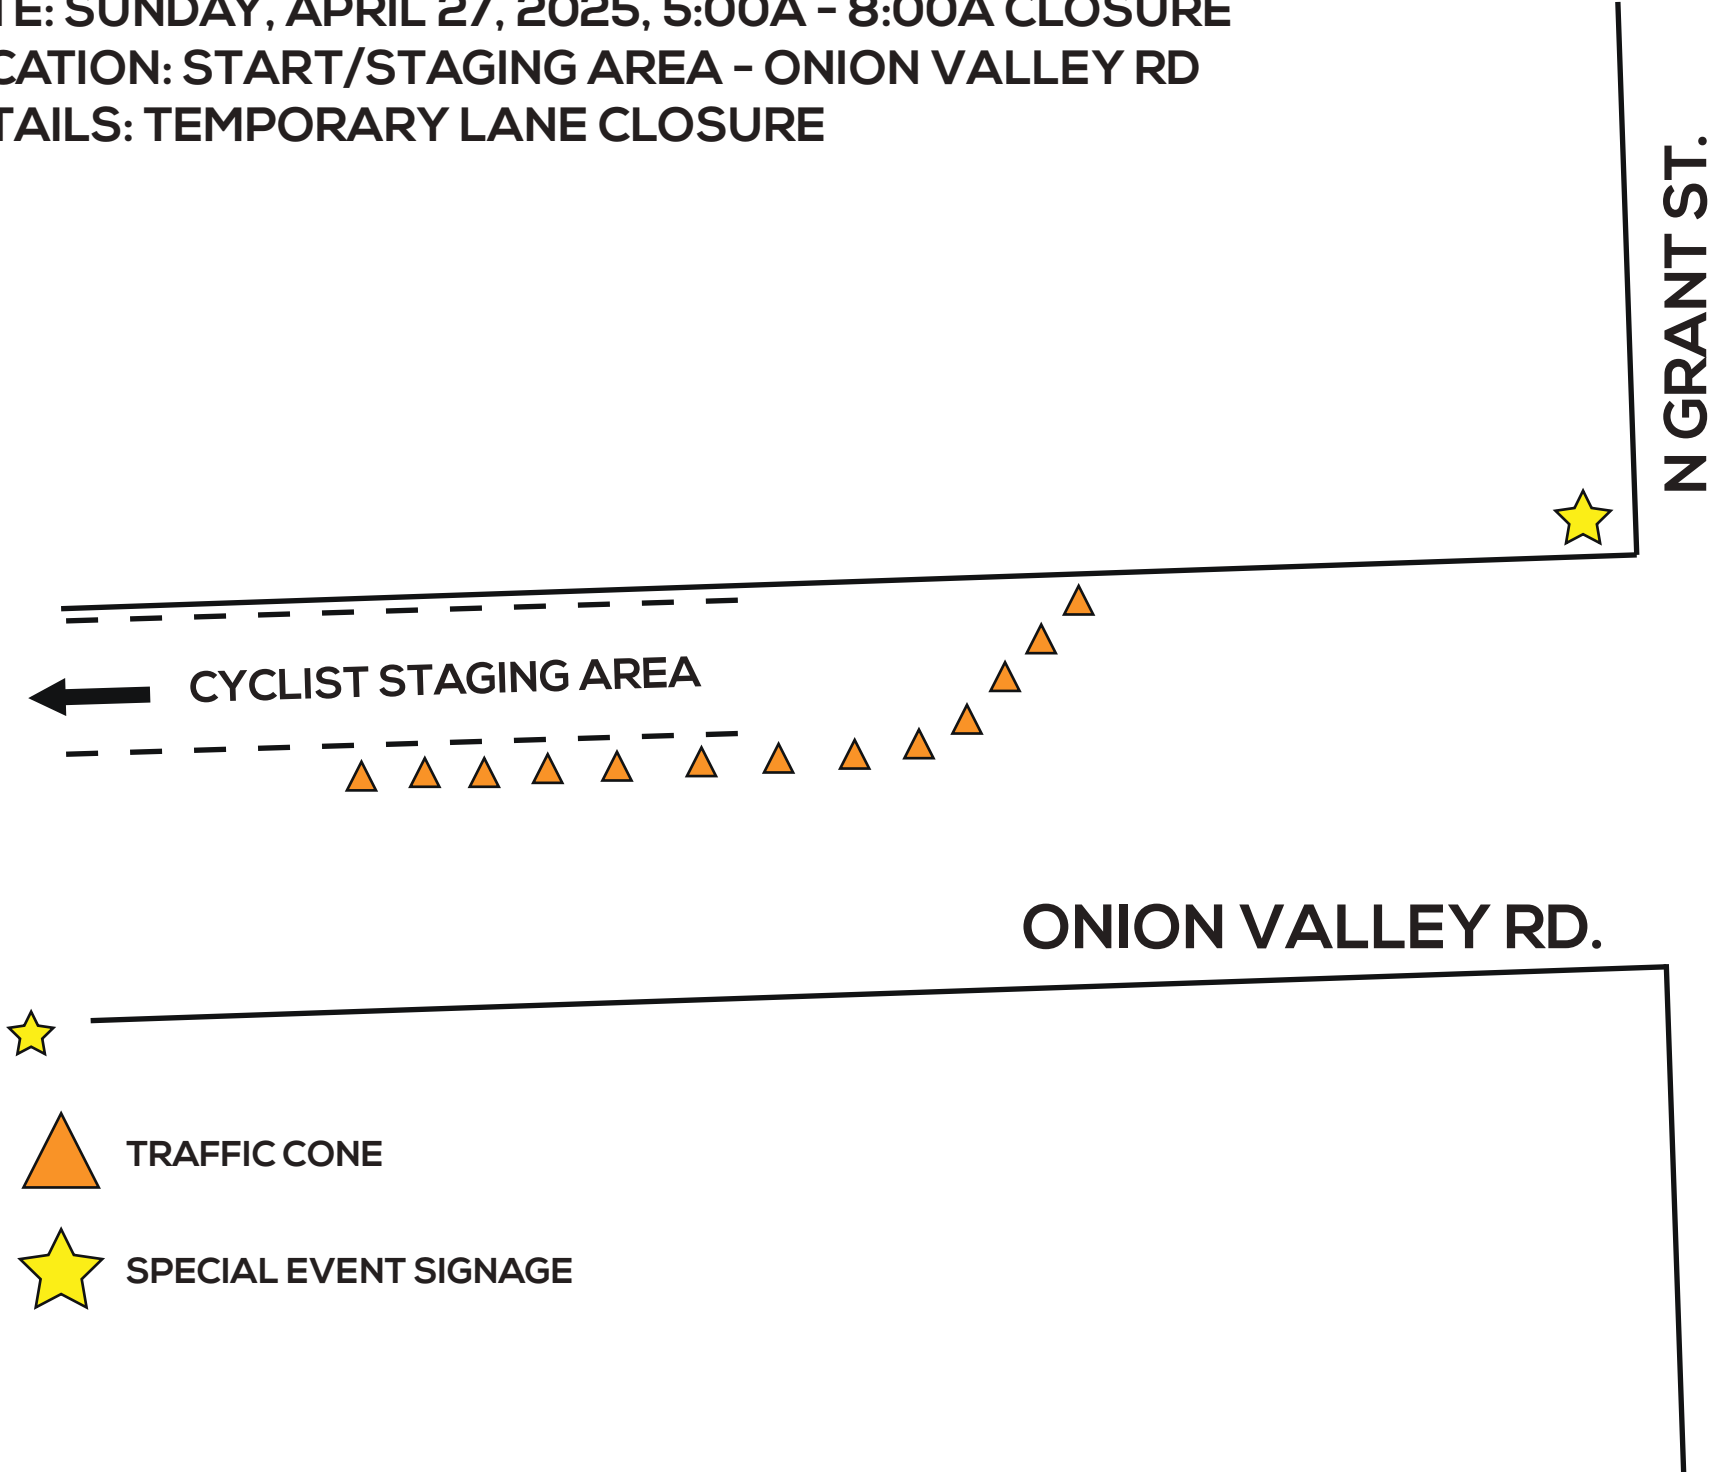 TE: SUNDAY, APRIL 27, 2025, 5:00A - 8:00A CLOSURE
CATION: START/STAGING AREA - ONION VALLEY RD
TAILS: TEMPORARY LANE CLOSURE
N GRANT ST.
CYCLIST STAGING AREA
ONION VALLEY RD.
TRAFFIC CONE
SPECIAL EVENT SIGNAGE